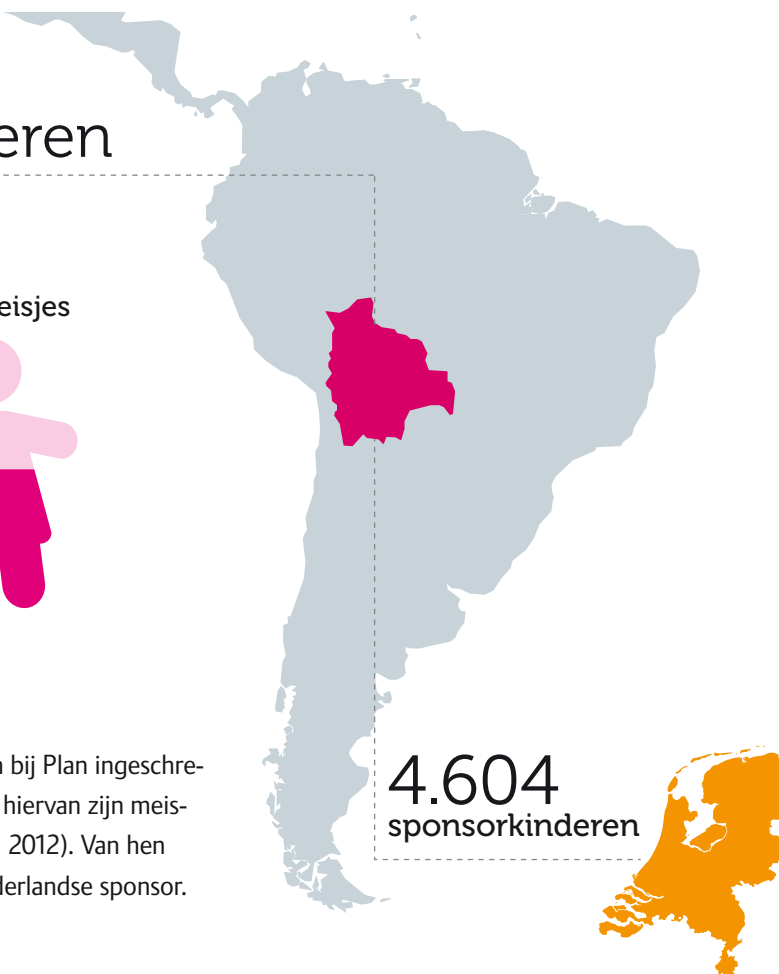 eren
eisjes
bij Plan ingeschre-
hiervan zijn meis-
2012). Van hen
derlandse sponsor.
4.604
sponsorkinderen